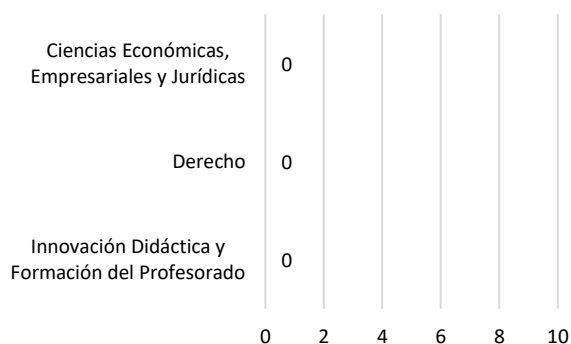 Ciencias Económicas,
Empresariales y Jurídicas
0
Derecho
0
Innovación Didáctica y
Formación del Profesorado
0
0 2 4 6 8 10